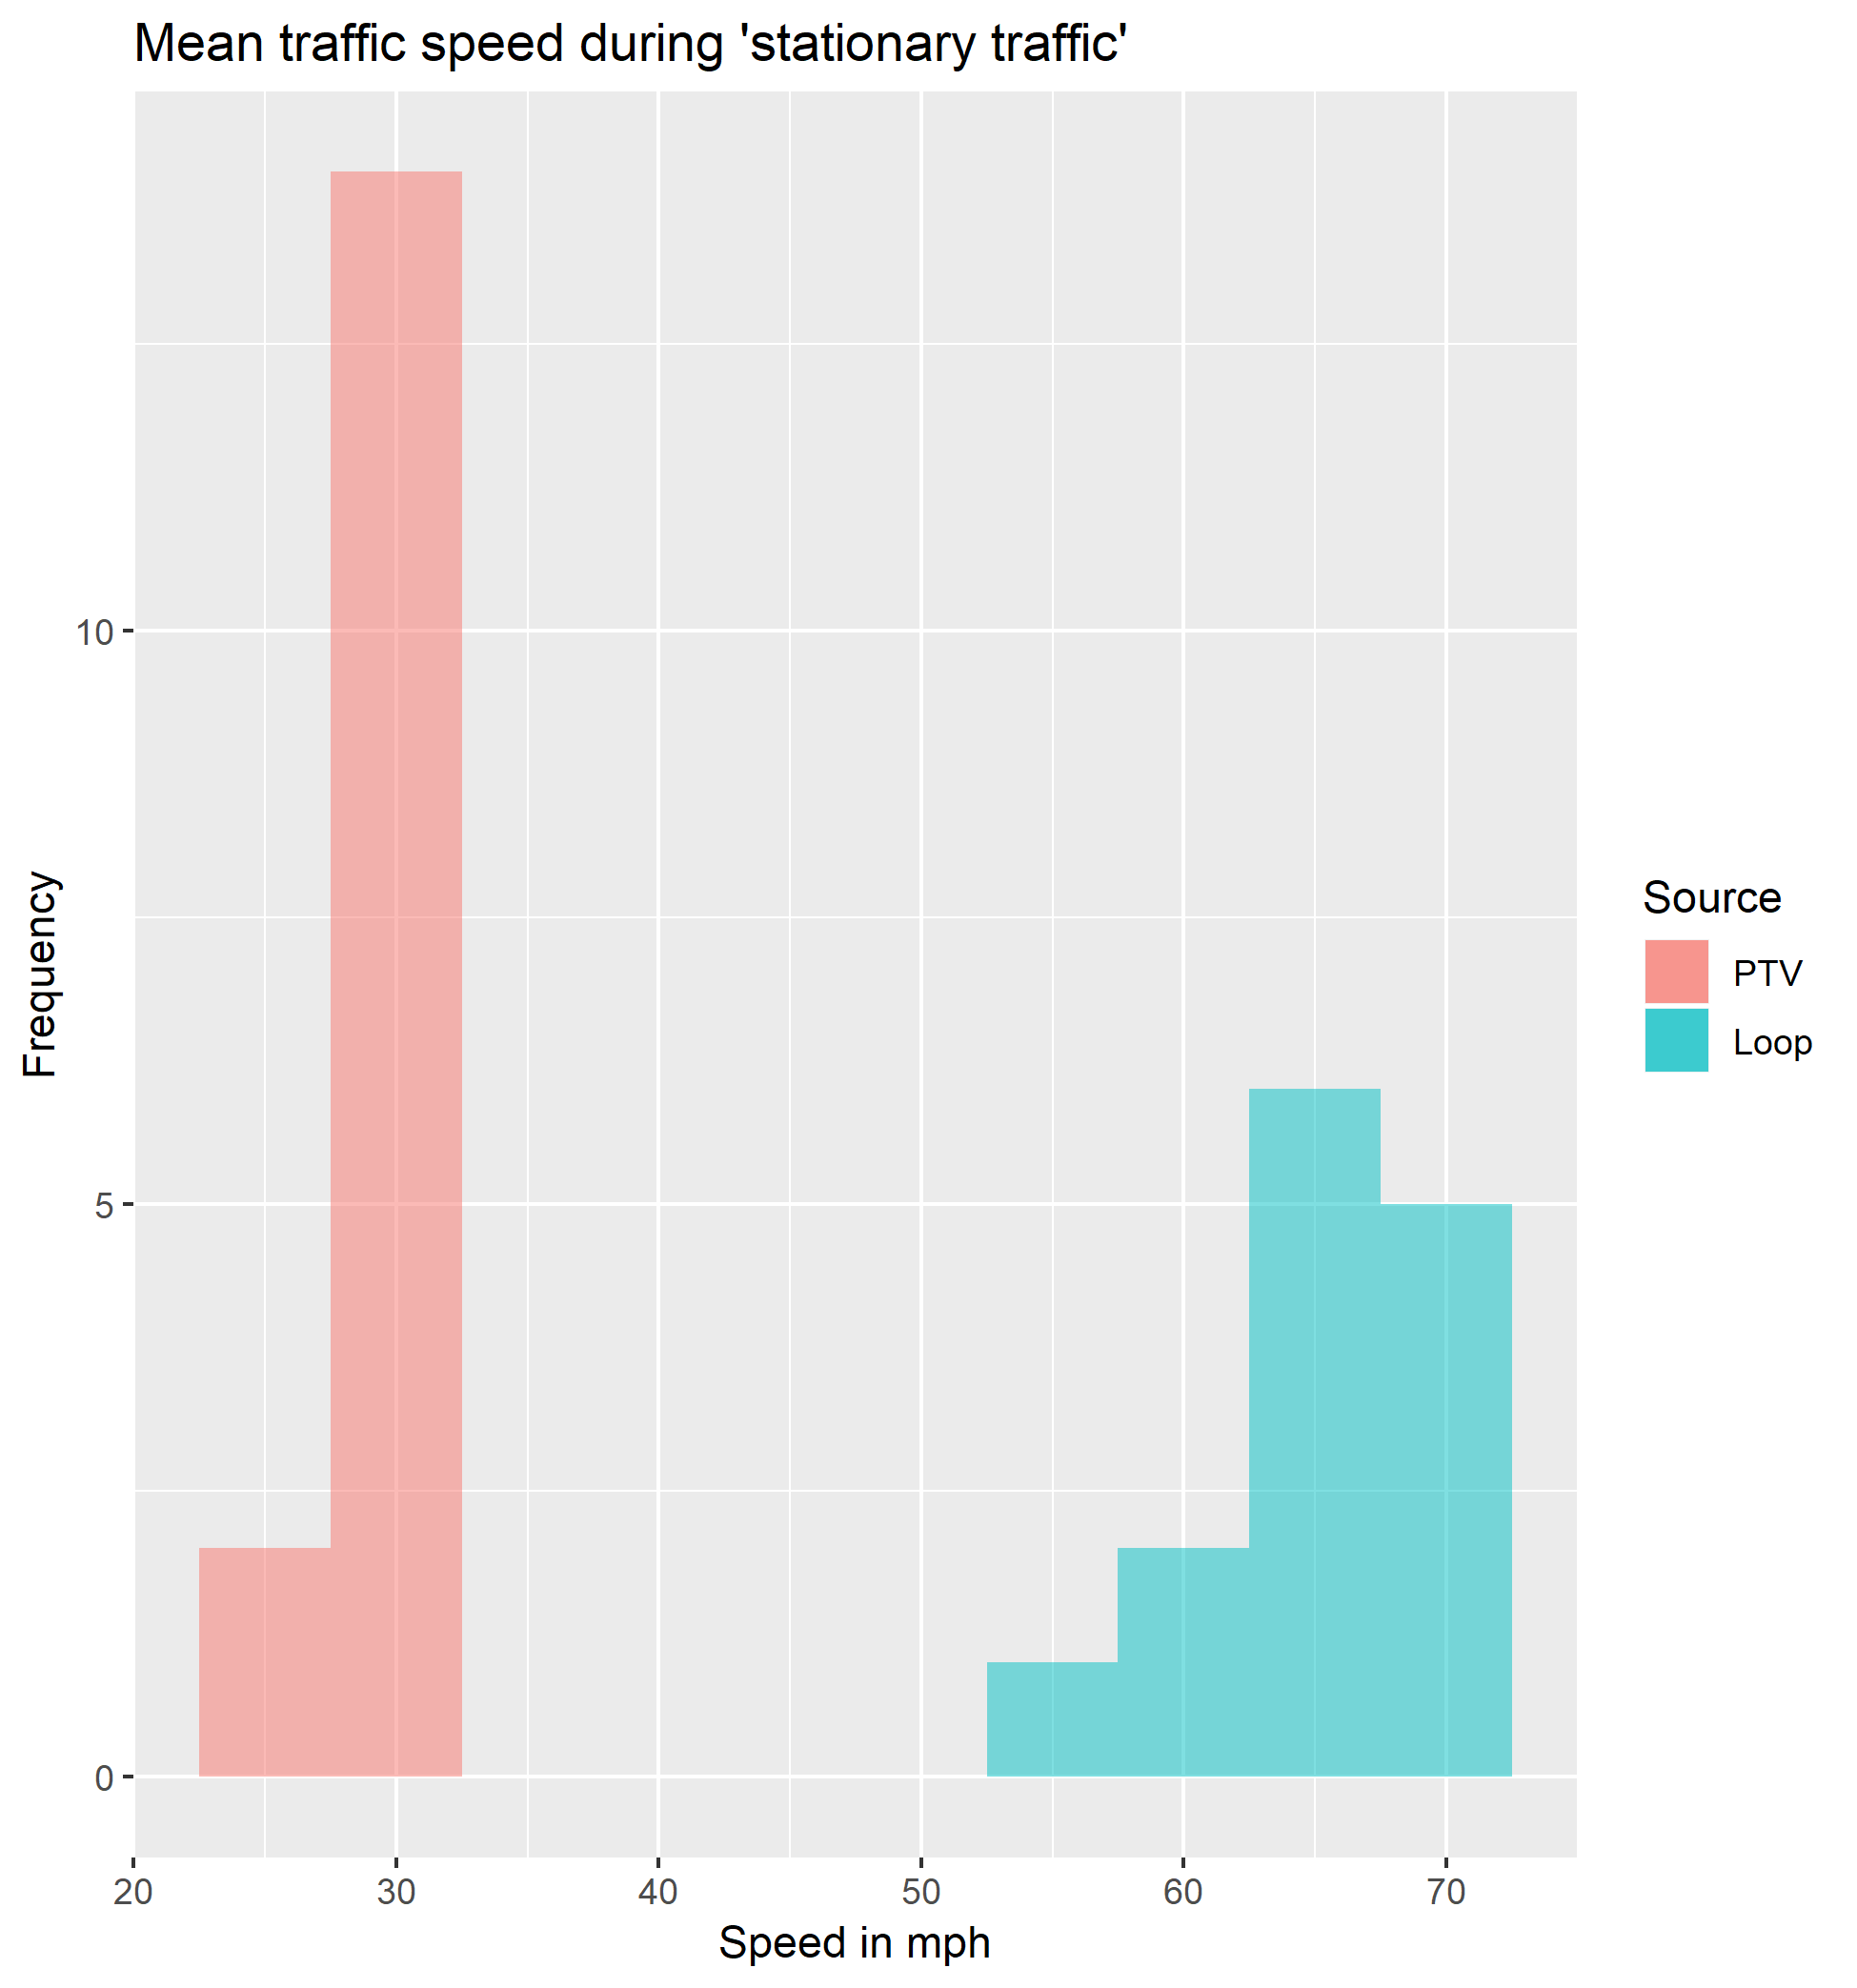 Mean traffic speed during 'stationary traffic'
Frequency
10
5
0
20 30 40 50 60 70
Speed in mph
Source
PTV
Loop